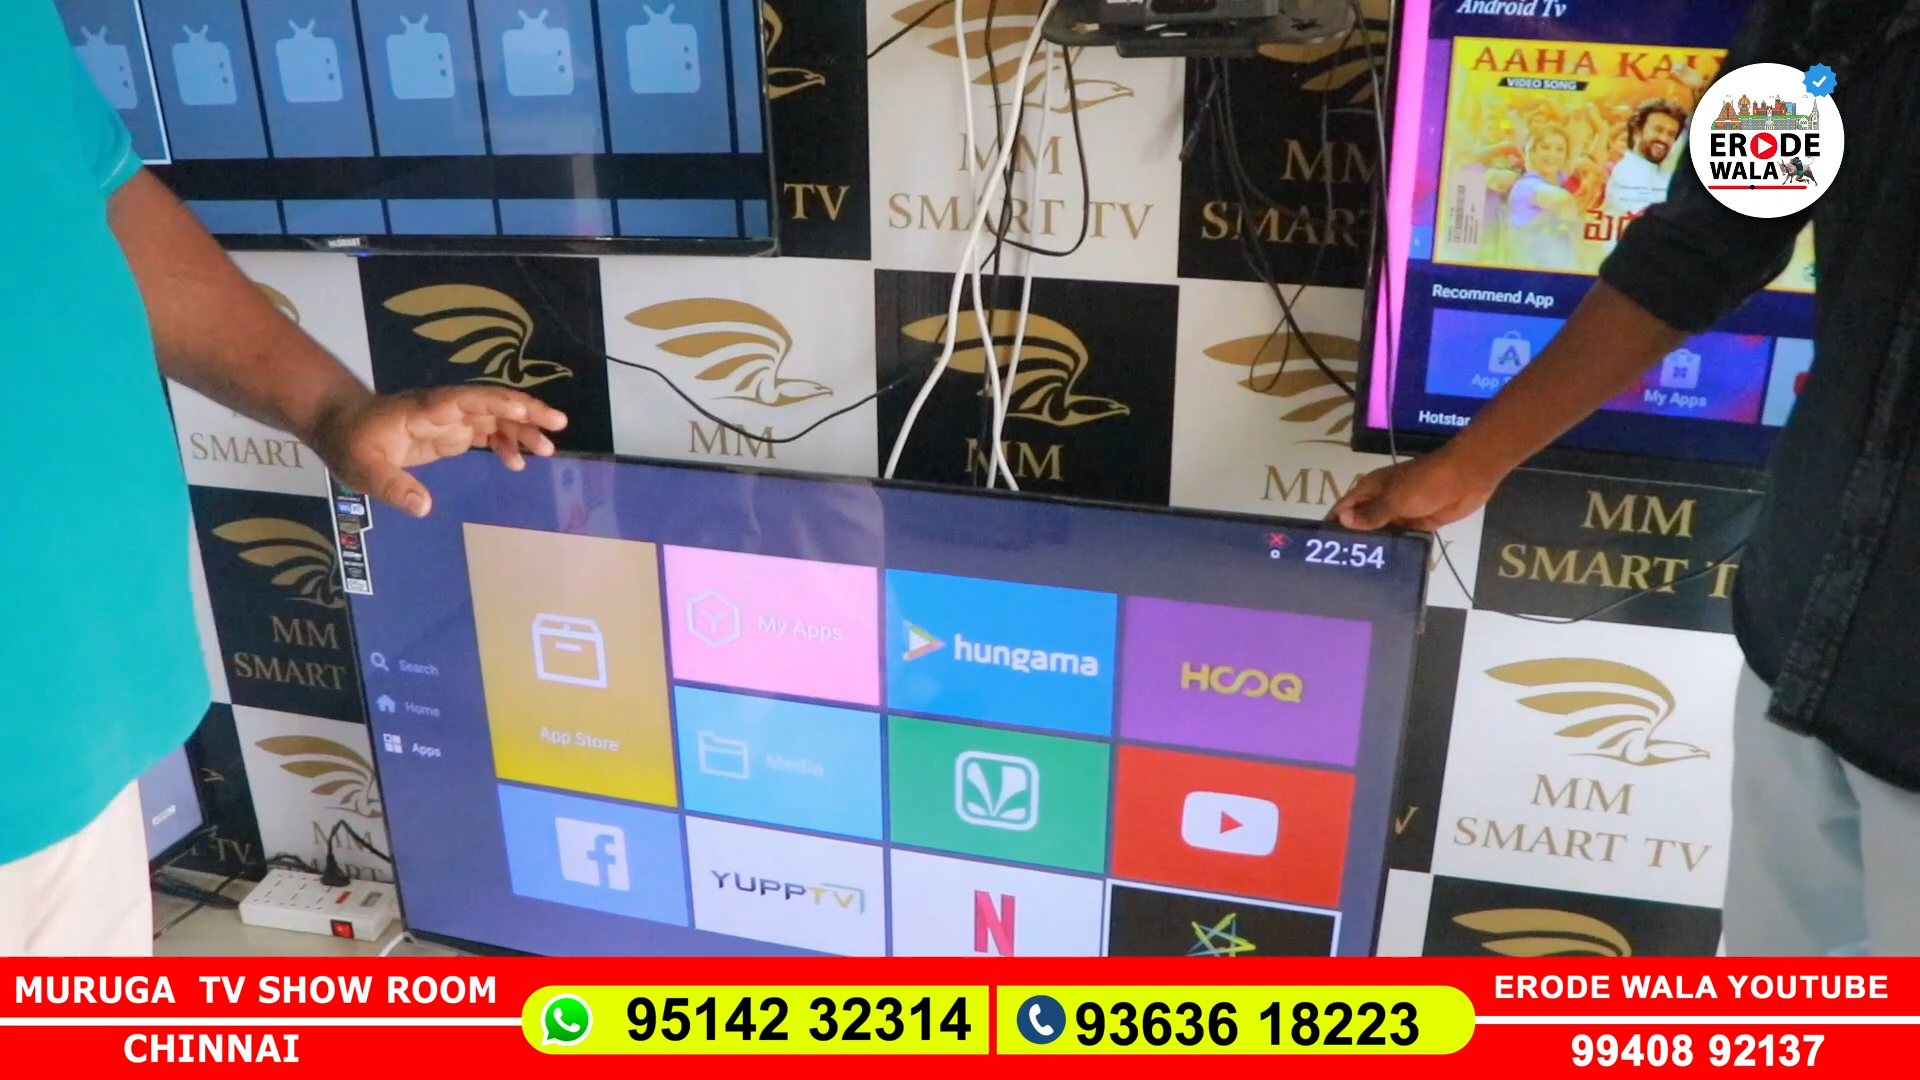 Android Tv
AAHA
VIDEO SONG
ERODE
WALA
TV
MM
SMART TV
MM
SMART
Recommend App
My Apps
Hotstar
SMART
MM
MM
MM
MM
SMART T
22:54
My Apps
hungama
HOOQ
Search
Home
Apps
App Store
Media
MM
SMART
YUPPTV
N
MM
SMART TV
MURUGA TV SHOW ROOM
CHINNAI
95142 32314
93636 18223
ERODE WALA YOUTUBE
99408 92137